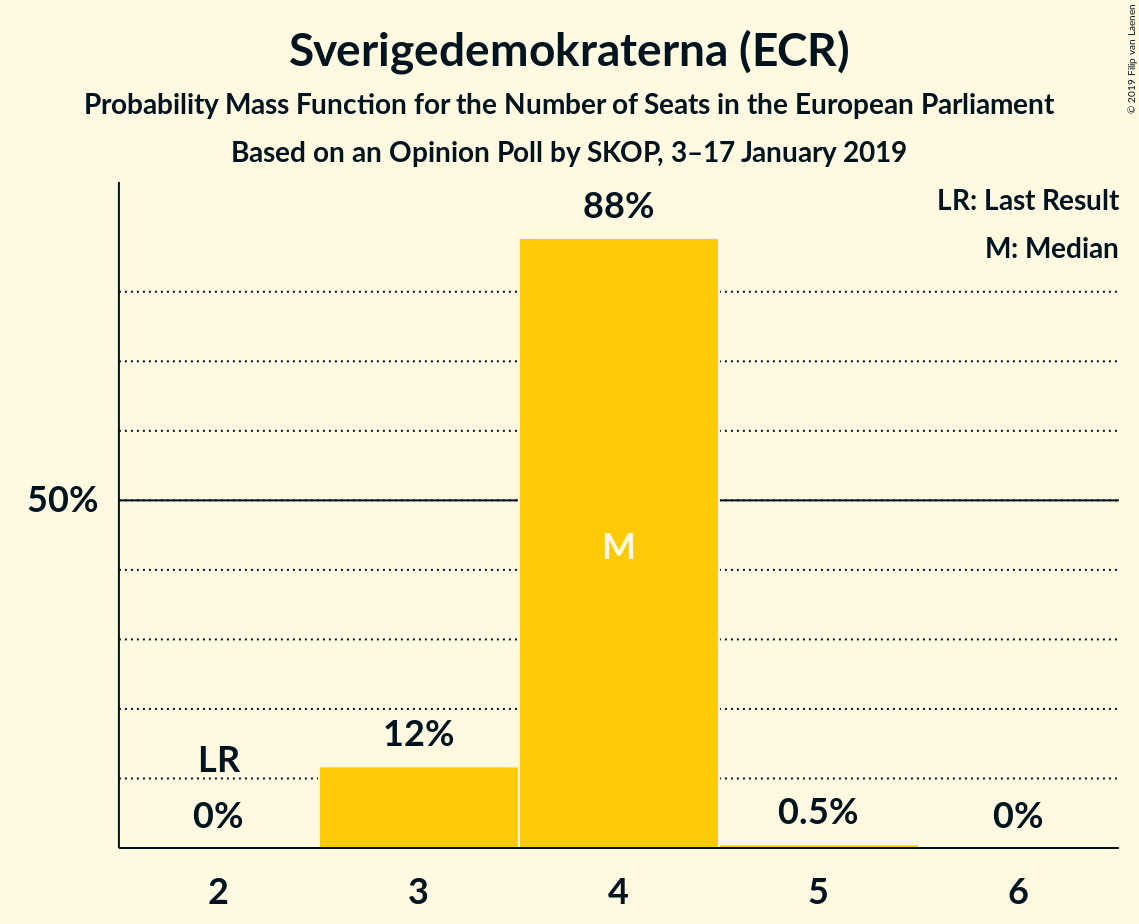 Sverigedemokraterna (ECR)
Probability Mass Function for the Number of Seats in the European Parliament
Based on an Opinion Poll by SKOP, 3–17 January 2019
© 2019 Filip van Laenen
LR: Last Result
M: Median
88%
50%
M
12%
LR
0%
0.5%
0%
2 3 4 5 6